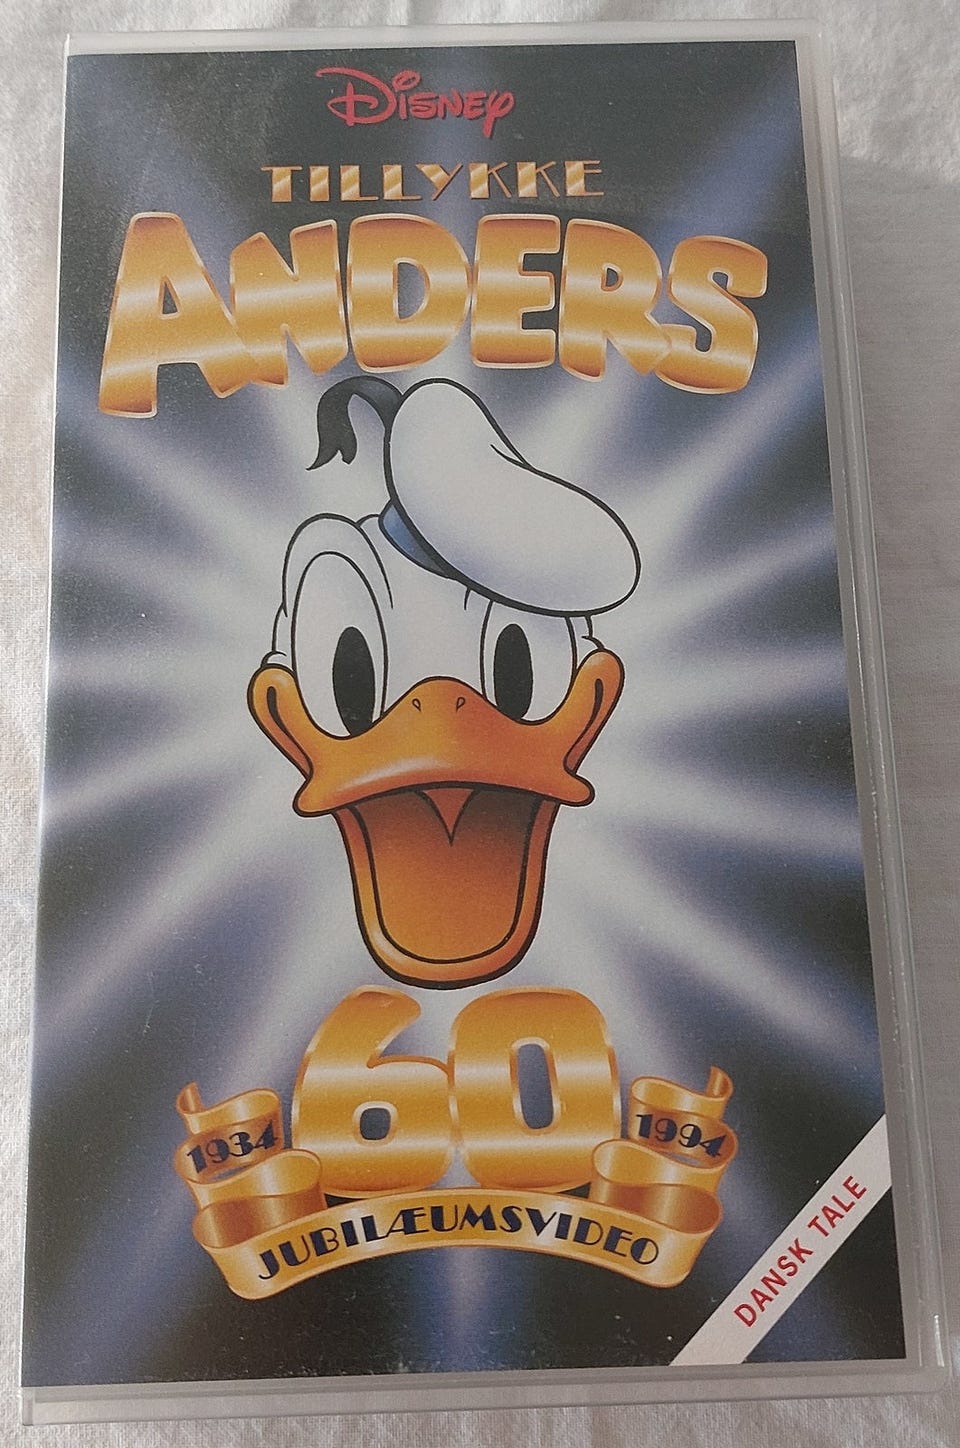 Disney
TILLYKKE
ANDERS
60
1934
1994
JUBILÆUMSVIDEO
DANSK TALE